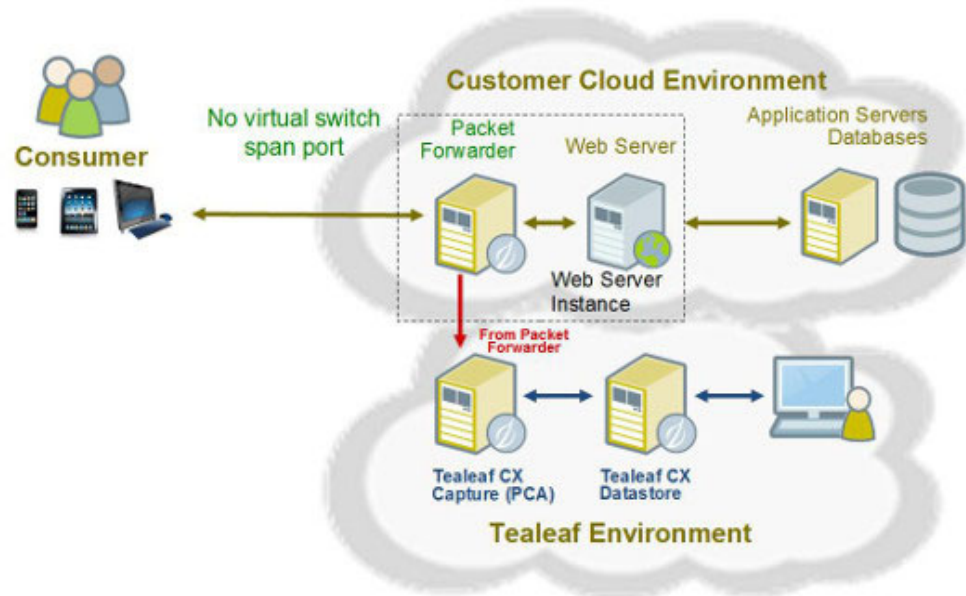 Customer Cloud Environment
Consumer
No virtual switch
span port
Packet
Forwarder
Web Server
Application Servers
Databases
Web Server
Instance
From Packet
Forwarder
Tealeaf CX
Capture (PCA)
Tealeaf CX
Datastore
Tealeaf Environment